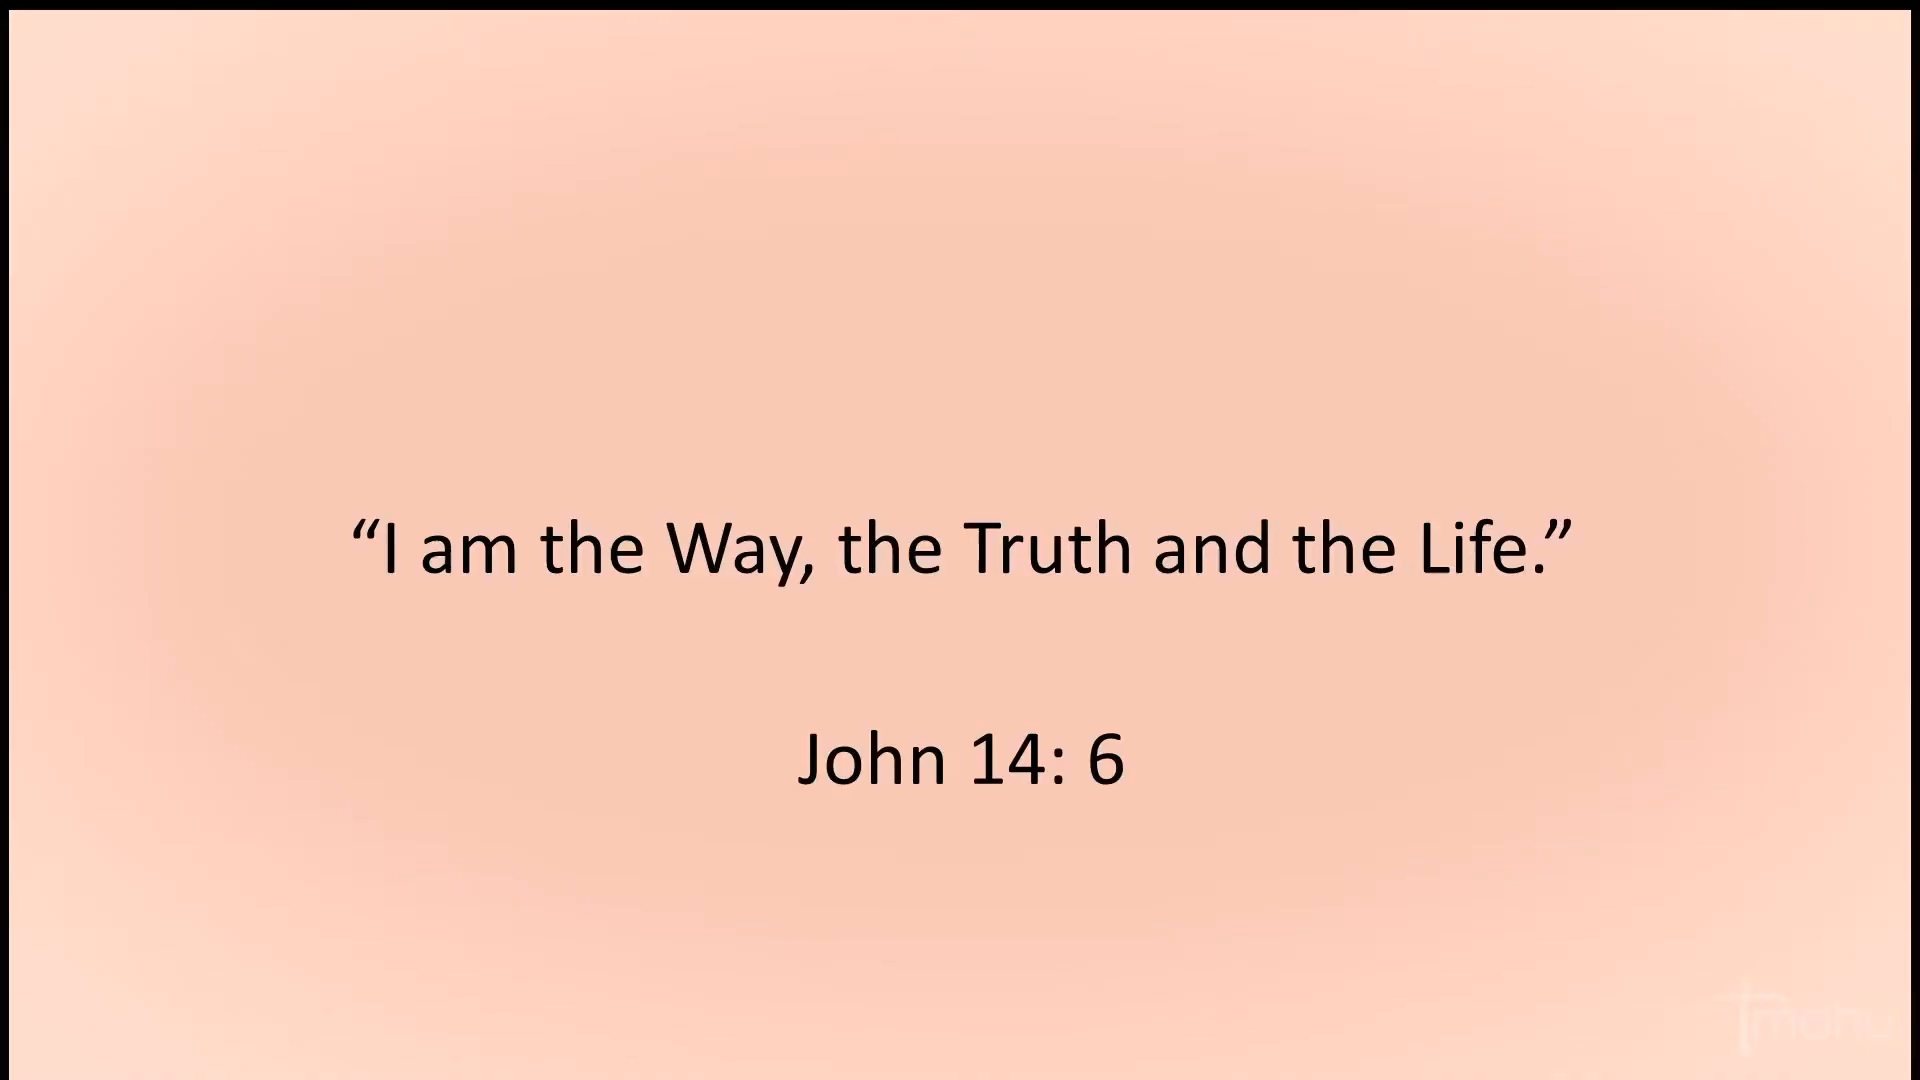 “I am the Way, the Truth and the Life.”
John 14: 6